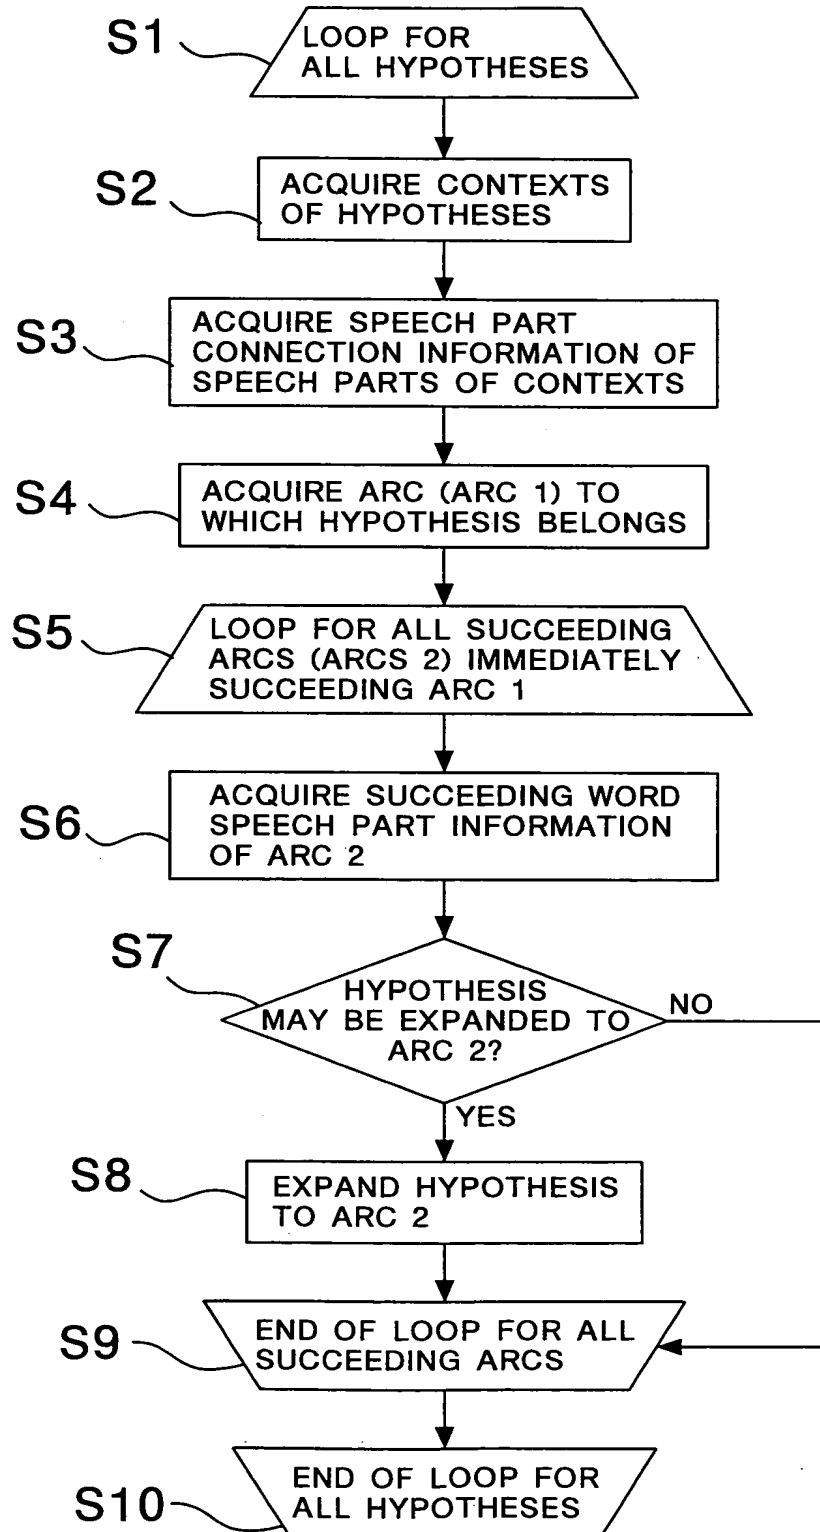 S1
LOOP FOR
ALL HYPOTHESES
S2
ACQUIRE CONTEXTS
OF HYPOTHESES
S3
ACQUIRE SPEECH PART
CONNECTION INFORMATION OF
SPEECH PARTS OF CONTEXTS
S4
ACQUIRE ARC (ARC 1) TO
WHICH HYPOTHESIS BELONGS
S5
LOOP FOR ALL SUCCEEDING
ARCS (ARCS 2) IMMEDIATELY
SUCCEEDING ARC 1
S6
ACQUIRE SUCCEEDING WORD
SPEECH PART INFORMATION
OF ARC 2
S7
HYPOTHESIS
MAY BE EXPANDED TO
ARC 2?
NO
YES
S8
EXPAND HYPOTHESIS
TO ARC 2
S9
END OF LOOP FOR ALL
SUCCEEDING ARCS
S10
END OF LOOP FOR
ALL HYPOTHESES